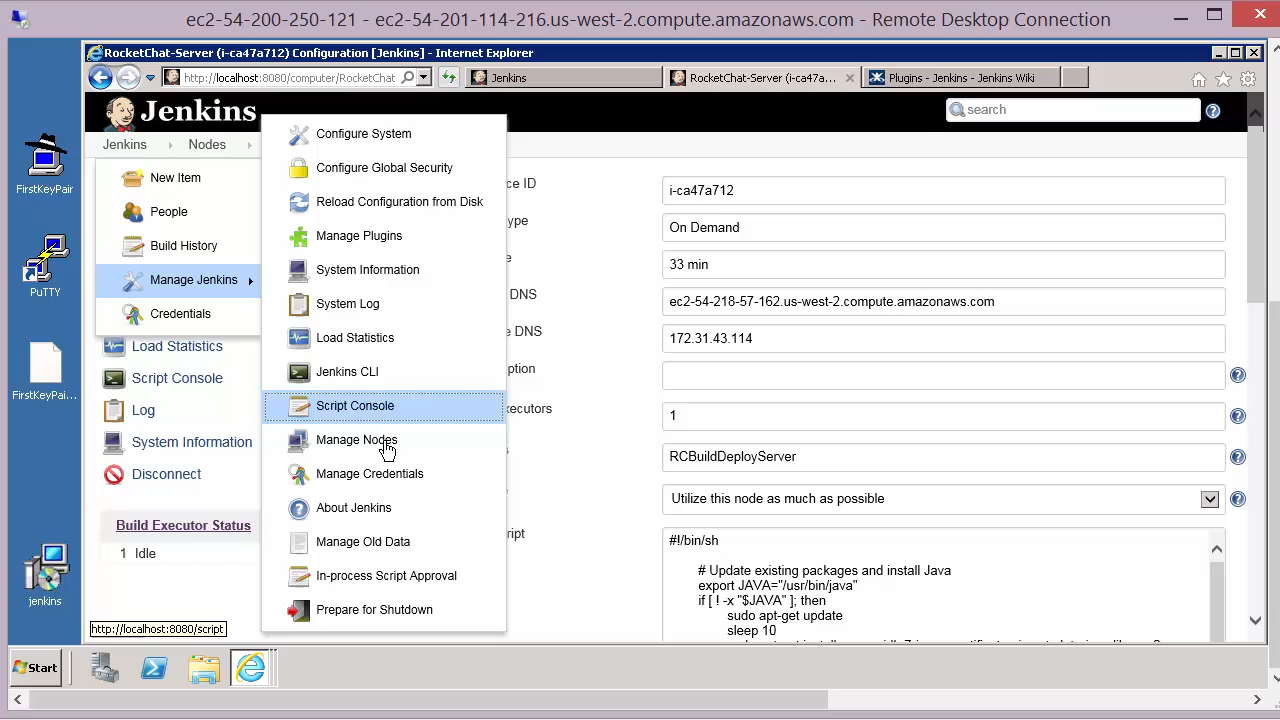 ec2-54-200-250-121 - ec2-54-201-114-216.us-west-2.compute.amazonaws.com - Remote Desktop Connection
RocketChat-Server (i-ca47a712) Configuration [Jenkins] - Internet Explorer
http://localhost:8080/computer/RocketChat
Jenkins
RocketChat-Server (i-ca47a...
Plugins - Jenkins - Jenkins Wiki
Jenkins
search
Jenkins
Nodes
New Item
People
Build History
Manage Jenkins
Credentials
Load Statistics
Script Console
Log
System Information
Disconnect
Build Executor Status
1 Idle
Configure System
Configure Global Security
Reload Configuration from Disk
Manage Plugins
System Information
System Log
Load Statistics
Jenkins CLI
Script Console
Manage Nodes
Manage Credentials
About Jenkins
Manage Old Data
In-process Script Approval
Prepare for Shutdown
ce ID
i-ca47a712
ype
On Demand
e
33 min
DNS
ec2-54-218-57-162.us-west-2.compute.amazonaws.com
e DNS
172.31.43.114
ption
xecutors
1
s
RCBuildDeployServer
Utilize this node as much as possible
ript
#!/bin/sh
# Update existing packages and install Java
export JAVA="/usr/bin/java"
if [ ! -x "$JAVA" ]; then
sudo apt-get update
sleep 10
FirstKeyPair
PuTTY
FirstKeyPai...
jenkins
http://localhost:8080/script
Start